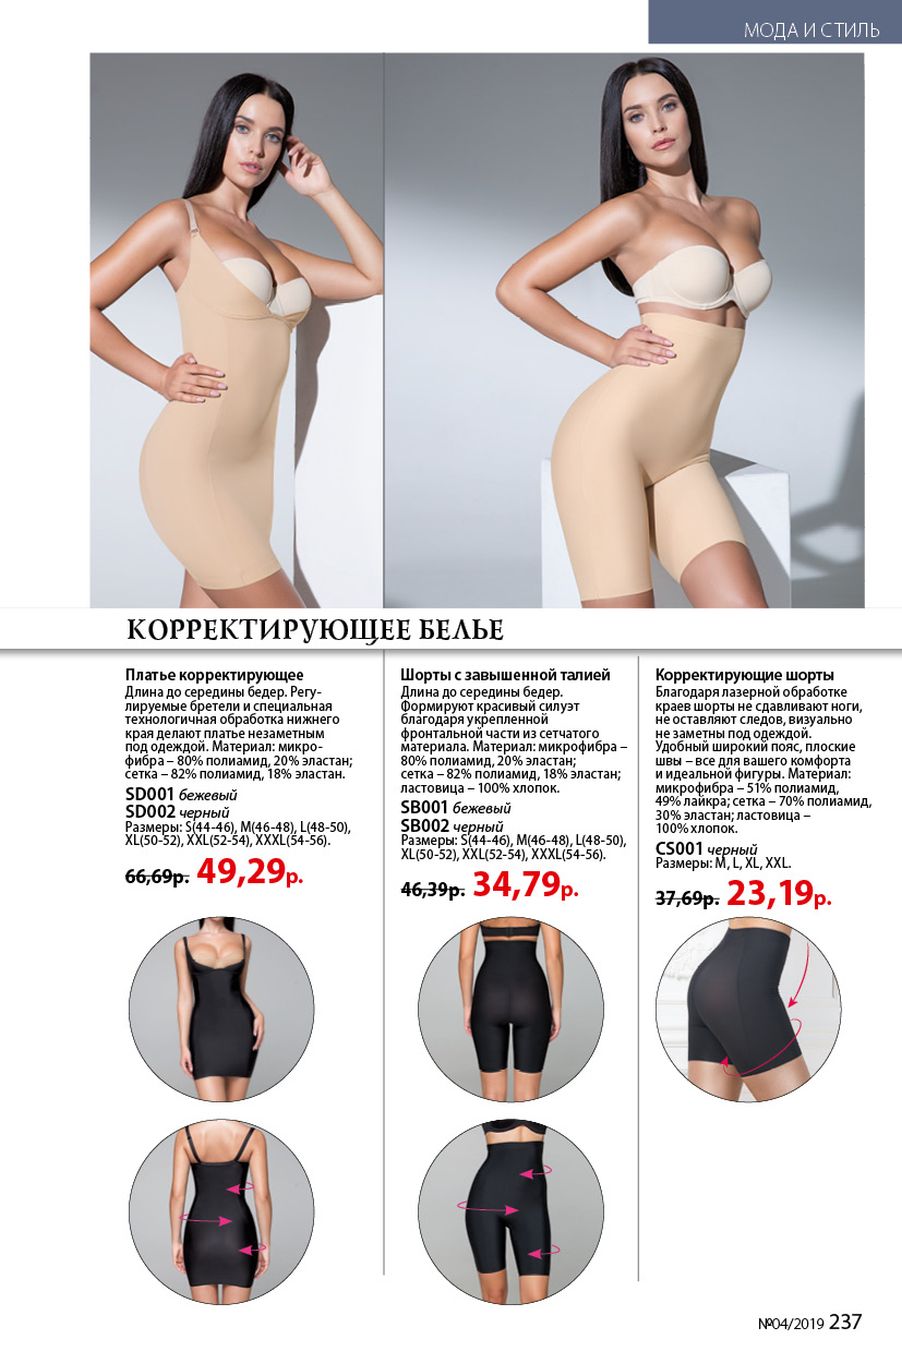 МОДА И СТИЛЬ
КОРРЕКТИРУЮЩЕЕ БЕЛЬЕ
Платье корректирующее
Длина до середины бедер. Регу-
лируемые бретели и специальная
технологичная обработка нижнего
края делают платье незаметным
под одеждой. Материал: микро-
фибра – 80% полиамид, 20% эластан;
сетка – 82% полиамид, 18% эластан.
SD001 бежевый
SD002 черный
Размеры: S(44-46), M(46-48), L(48-50),
XL(50-52), XXL(52-54), XXXL(54-56).
66,69р. 49,29р.
Шорты с завышенной талией
Длина до середины бедер.
Формируют красивый силуэт
благодаря укрепленной
фронтальной части из сетчатого
материала. Материал: микрофибра –
80% полиамид, 20% эластан;
сетка – 82% полиамид, 18% эластан;
ластовица – 100% хлопок.
SB001 бежевый
SB002 черный
Размеры: S(44-46), M(46-48), L(48-50),
XL(50-52), XXL(52-54), XXXL(54-56).
46,39р. 34,79р.
Корректирующие шорты
Благодаря лазерной обработке
краев шорты не сдавливают ноги,
не оставляют следов, визуально
не заметны под одеждой.
Удобный широкий пояс, плоские
швы – все для вашего комфорта
и идеальной фигуры. Материал:
микрофибра – 51% полиамид,
49% лайкра; сетка – 70% полиамид,
30% эластан; ластовица –
100% хлопок.
CS001 черный
Размеры: M, L, XL, XXL.
37,69р. 23,19р.
№04/2019 237